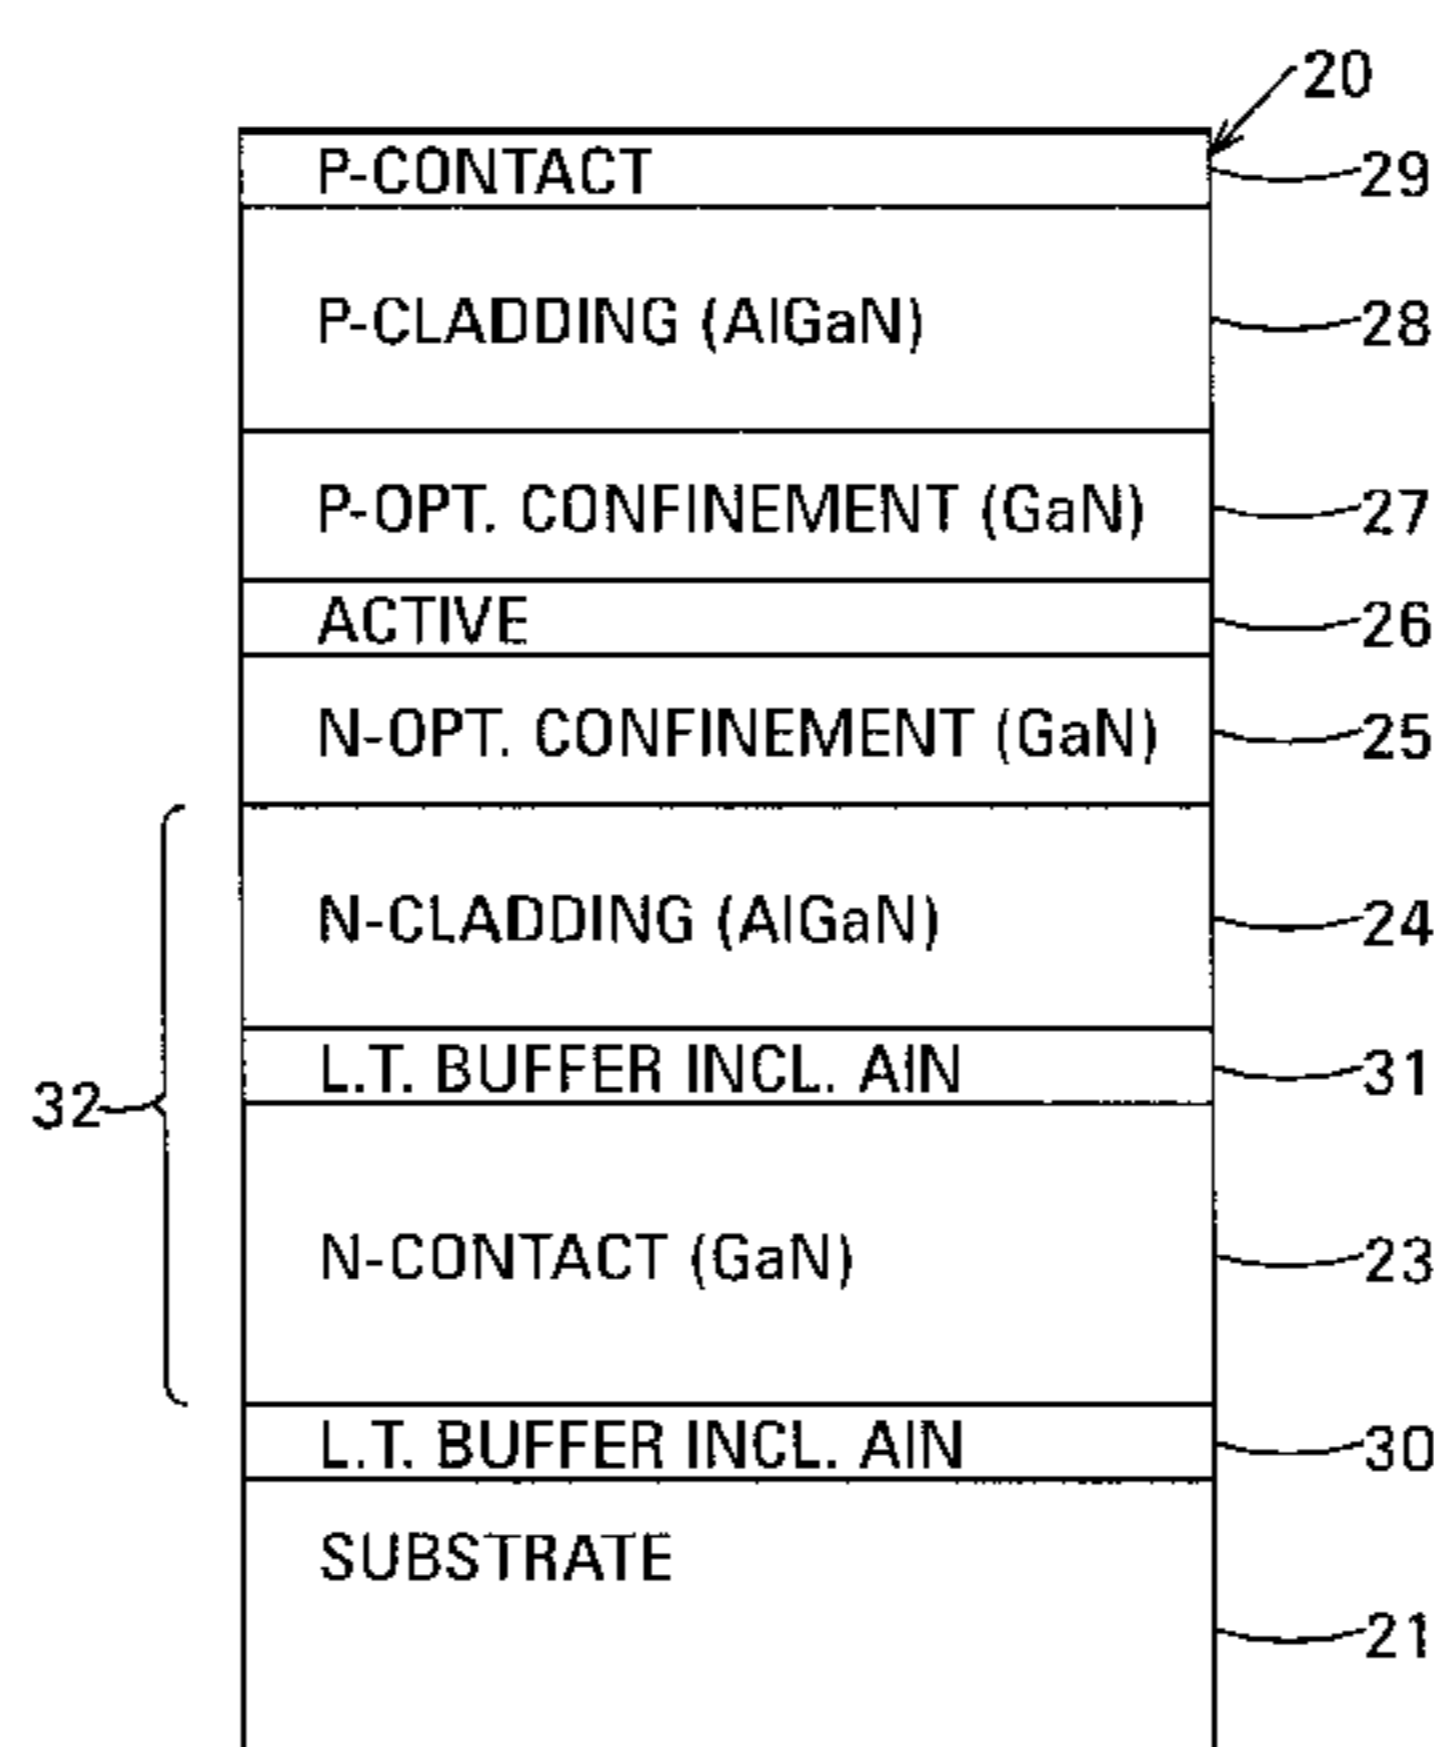 20
P-CONTACT 29
P-CLADDING (AlGaN) 28
P-OPT. CONFINEMENT (GaN) 27
ACTIVE 26
N-OPT. CONFINEMENT (GaN) 25
N-CLADDING (AlGaN) 24
L.T. BUFFER INCL. AlN 31
32
N-CONTACT (GaN) 23
L.T. BUFFER INCL. AlN 30
SUBSTRATE
21